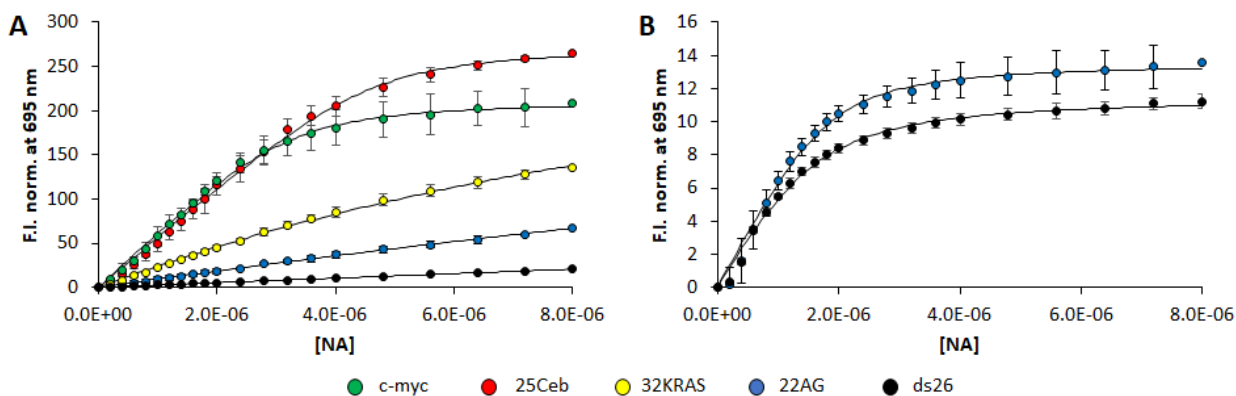 A
F.I. norm. at 695 nm
300
250
200
150
100
50
0
0.0E+00 2.0E-06 4.0E-06 6.0E-06 8.0E-06
[NA]
B
F.I. norm. at 695 nm
16
14
12
10
8
6
4
2
0
0.0E+00 2.0E-06 4.0E-06 6.0E-06 8.0E-06
[NA]
c-myc 25Ceb 32KRAS 22AG ds26